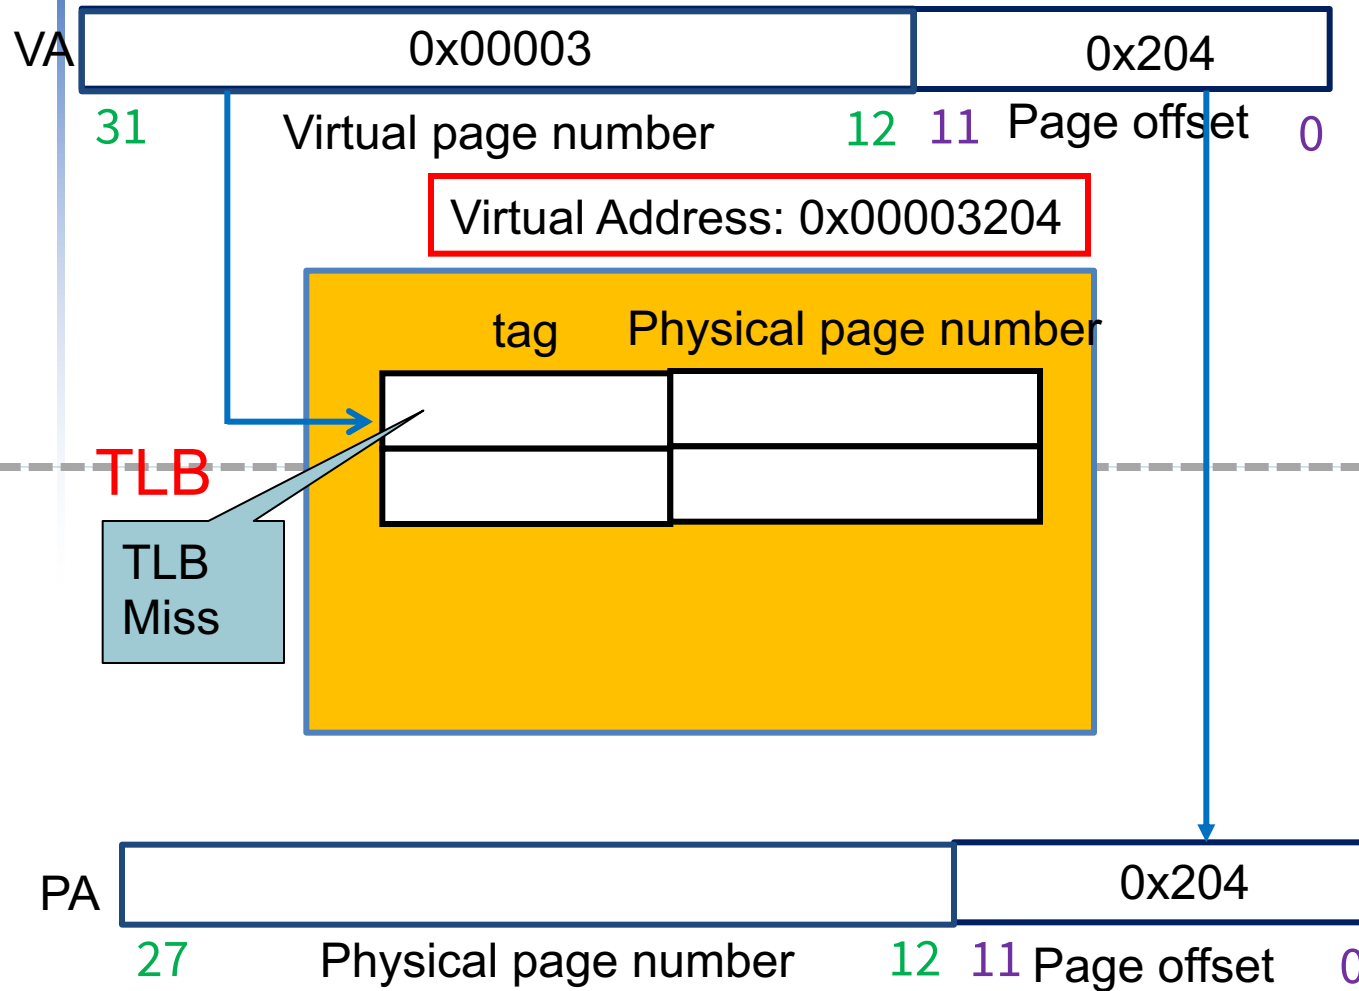 VA 0x00003 0x204
31 Virtual page number 12 11 Page offset 0
Virtual Address: 0x00003204
tag Physical page number
TLB
TLB
Miss
PA 0x204
27 Physical page number 12 11 Page offset 0